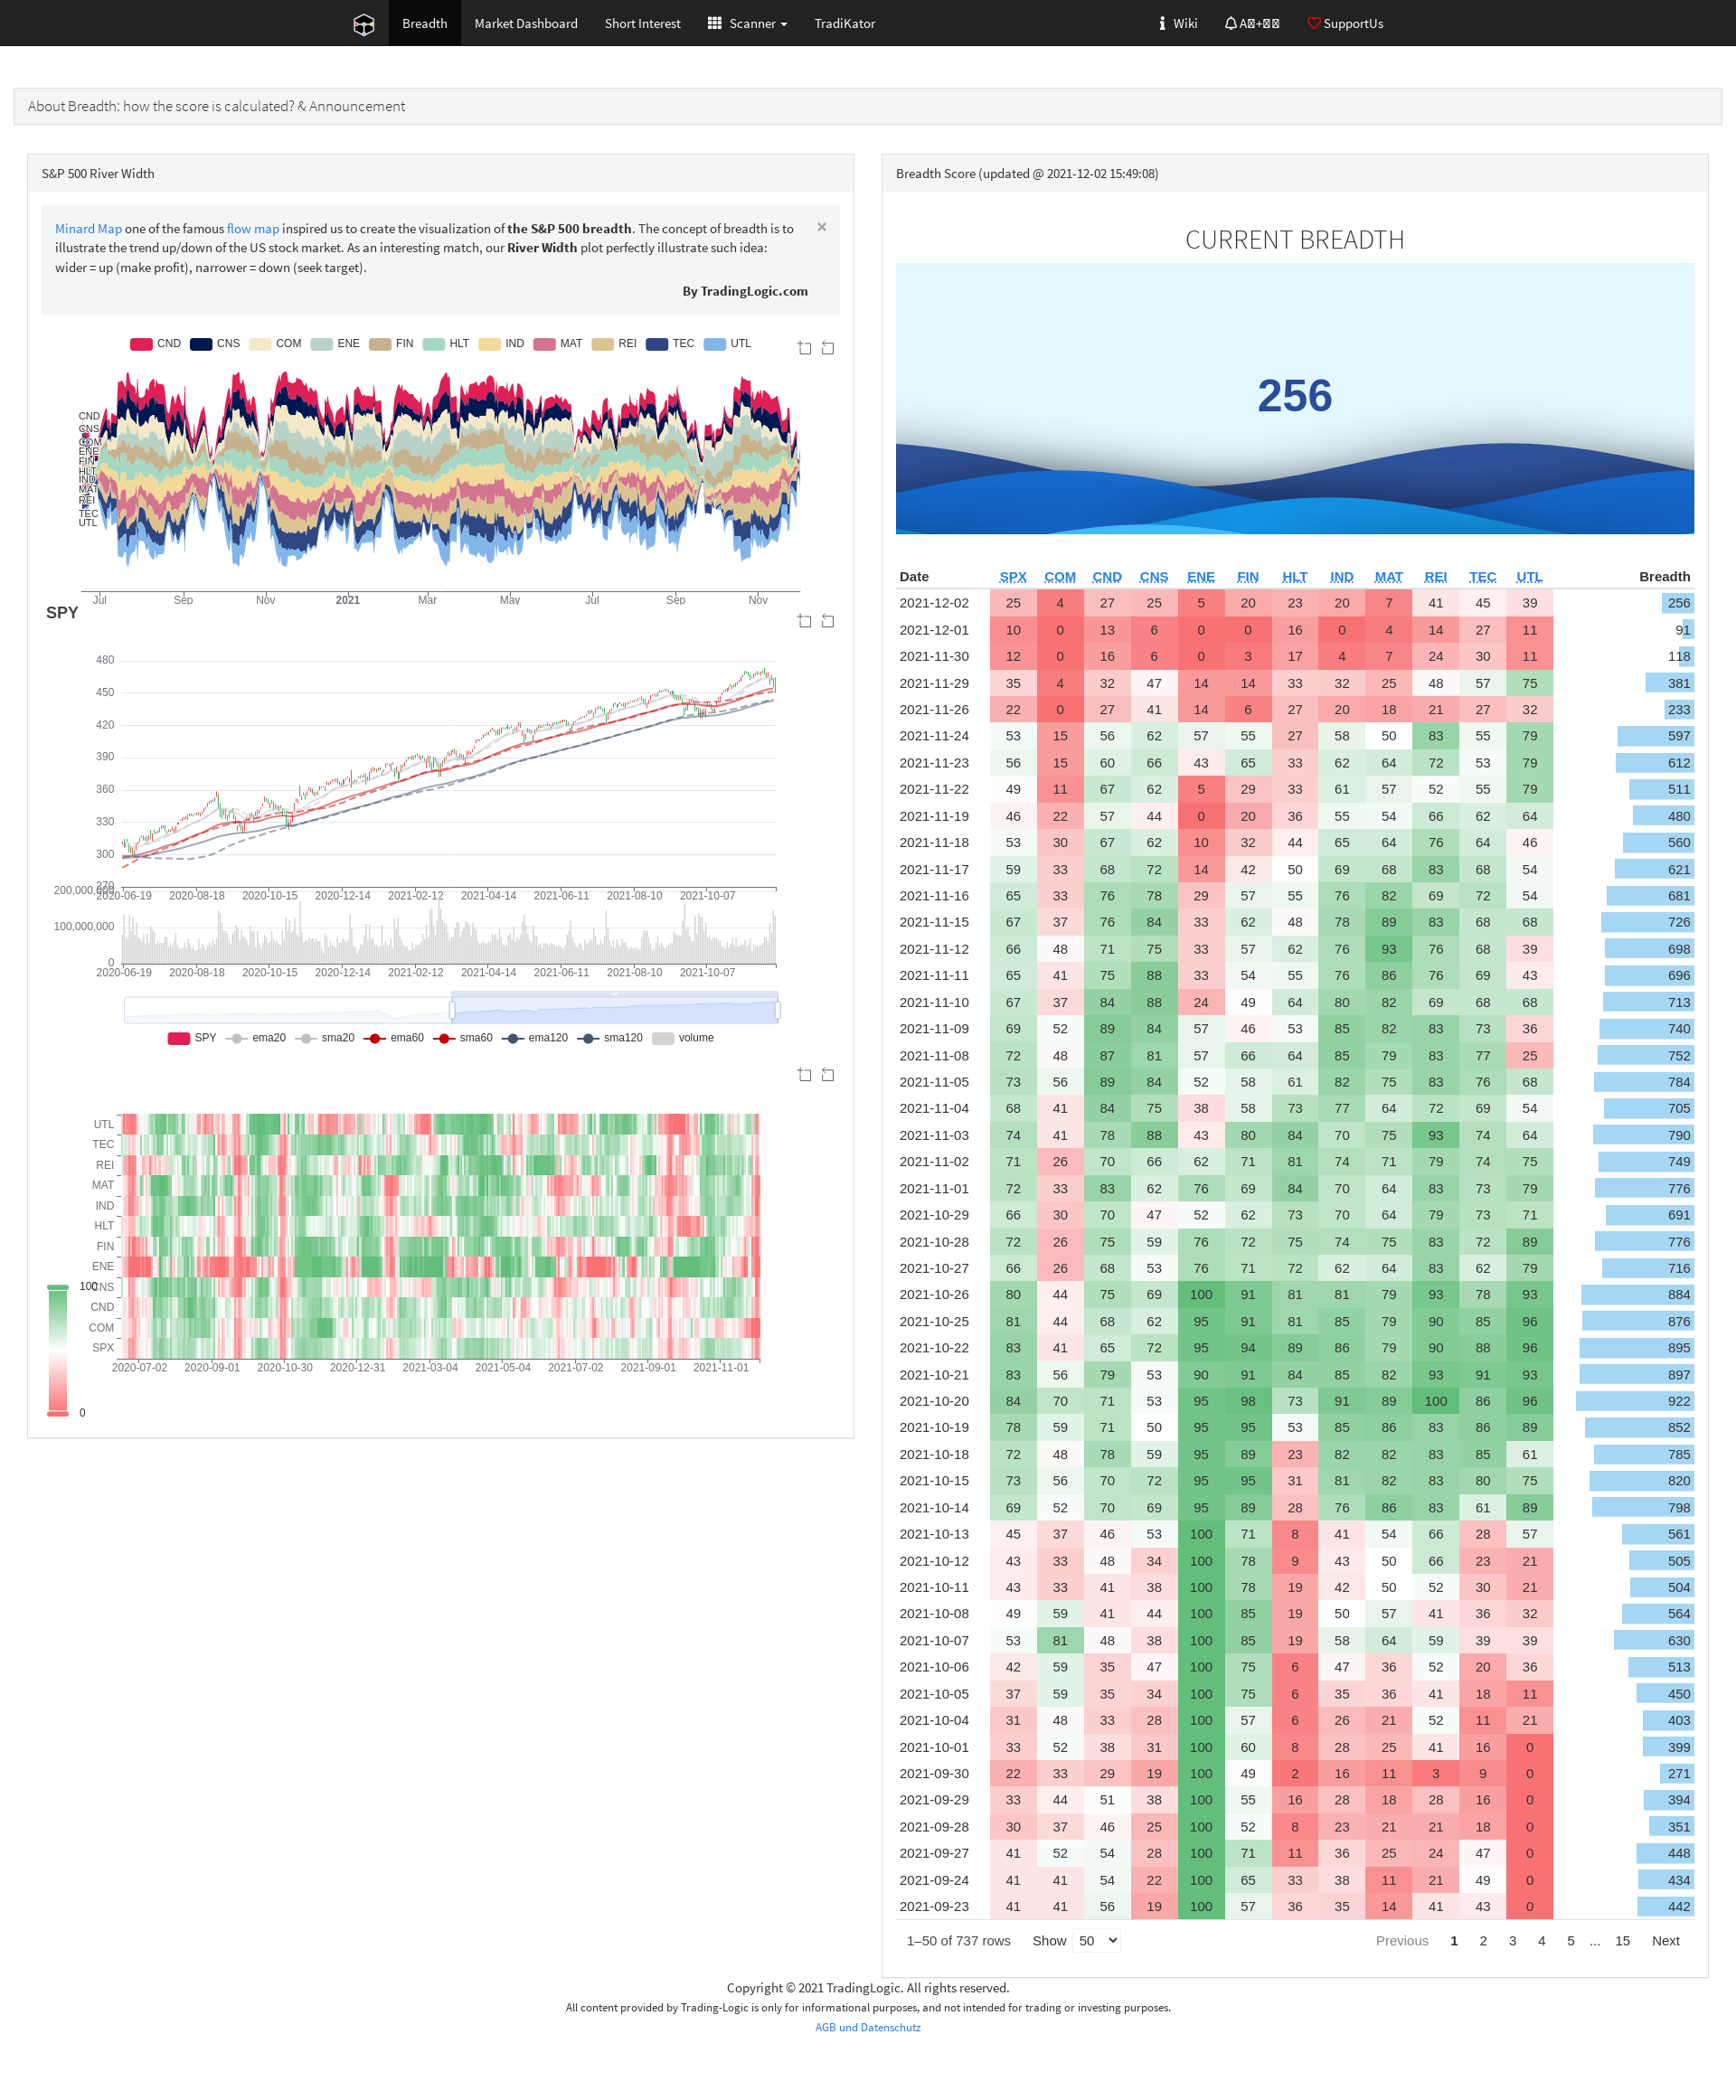 Breadth Market Dashboard Short Interest Scanner TradiKator Wiki SupportUs
About Breadth: how the score is calculated? & Announcement
S&P 500 River Width
Minard Map one of the famous flow map inspired us to create the visualization of the S&P 500 breadth. The concept of breadth is to
illustrate the trend up/down of the US stock market. As an interesting match, our River Width plot perfectly illustrate such idea:
wider = up (make profit), narrower = down (seek target).
×
By TradingLogic.com
CND CNS COM ENE FIN HLT IND MAT REI TEC UTL
CND
CNS
COM
ENE
FIN
HLT
IND
MAT
REI
TEC
UTL
Jul Sep Nov 2021 Mar May Jul Sep Nov
SPY
480
450
420
390
360
330
300
270
2020-06-19 2020-08-18 2020-10-15 2020-12-14 2021-02-12 2021-04-14 2021-06-11 2021-08-10 2021-10-07
200,000,000
100,000,000
0
2020-06-19 2020-08-18 2020-10-15 2020-12-14 2021-02-12 2021-04-14 2021-06-11 2021-08-10 2021-10-07
SPY ema20 sma20 ema60 sma60 ema120 sma120 volume
UTL
TEC
REI
MAT
IND
HLT
FIN
ENE
CNS
CND
COM
SPX
100
0
2020-07-02 2020-09-01 2020-10-30 2020-12-31 2021-03-04 2021-05-04 2021-07-02 2021-09-01 2021-11-01
Breadth Score (updated @ 2021-12-02 15:49:08)
CURRENT BREADTH
256
Date SPX COM CND CNS ENE FIN HLT IND MAT REI TEC UTL Breadth
2021-12-02 25 4 27 25 5 20 23 20 7 41 45 39 256
2021-12-01 10 0 13 6 0 0 16 0 4 14 27 11 91
2021-11-30 12 0 16 6 0 3 17 4 7 24 30 11 118
2021-11-29 35 4 32 47 14 14 33 32 25 48 57 75 381
2021-11-26 22 0 27 41 14 6 27 20 18 21 27 32 233
2021-11-24 53 15 56 62 57 55 27 58 50 83 55 79 597
2021-11-23 56 15 60 66 43 65 33 62 64 72 53 79 612
2021-11-22 49 11 67 62 5 29 33 61 57 52 55 79 511
2021-11-19 46 22 57 44 0 20 36 55 54 66 62 64 480
2021-11-18 53 30 67 62 10 32 44 65 64 76 64 46 560
2021-11-17 59 33 68 72 14 42 50 69 68 83 68 54 621
2021-11-16 65 33 76 78 29 57 55 76 82 69 72 54 681
2021-11-15 67 37 76 84 33 62 48 78 89 83 68 68 726
2021-11-12 66 48 71 75 33 57 62 76 93 76 68 39 698
2021-11-11 65 41 75 88 33 54 55 76 86 76 69 43 696
2021-11-10 67 37 84 88 24 49 64 80 82 69 68 68 713
2021-11-09 69 52 89 84 57 46 53 85 82 83 73 36 740
2021-11-08 72 48 87 81 57 66 64 85 79 83 77 25 752
2021-11-05 73 56 89 84 52 58 61 82 75 83 76 68 784
2021-11-04 68 41 84 75 38 58 73 77 64 72 69 54 705
2021-11-03 74 41 78 88 43 80 84 70 75 93 74 64 790
2021-11-02 71 26 70 66 62 71 81 74 71 79 74 75 749
2021-11-01 72 33 83 62 76 69 84 70 64 83 73 79 776
2021-10-29 66 30 70 47 52 62 73 70 64 79 73 71 691
2021-10-28 72 26 75 59 76 72 75 74 75 83 72 89 776
2021-10-27 66 26 68 53 76 71 72 62 64 83 62 79 716
2021-10-26 80 44 75 69 100 91 81 81 79 93 78 93 884
2021-10-25 81 44 68 62 95 91 81 85 79 90 85 96 876
2021-10-22 83 41 65 72 95 94 89 86 79 90 88 96 895
2021-10-21 83 56 79 53 90 91 84 85 82 93 91 93 897
2021-10-20 84 70 71 53 95 98 73 91 89 100 86 96 922
2021-10-19 78 59 71 50 95 95 53 85 86 83 86 89 852
2021-10-18 72 48 78 59 95 89 23 82 82 83 85 61 785
2021-10-15 73 56 70 72 95 95 31 81 82 83 80 75 820
2021-10-14 69 52 70 69 95 89 28 76 86 83 61 89 798
2021-10-13 45 37 46 53 100 71 8 41 54 66 28 57 561
2021-10-12 43 33 48 34 100 78 9 43 50 66 23 21 505
2021-10-11 43 33 41 38 100 78 19 42 50 52 30 21 504
2021-10-08 49 59 41 44 100 85 19 50 57 41 36 32 564
2021-10-07 53 81 48 38 100 85 19 58 64 59 39 39 630
2021-10-06 42 59 35 47 100 75 6 47 36 52 20 36 513
2021-10-05 37 59 35 34 100 75 6 35 36 41 18 11 450
2021-10-04 31 48 33 28 100 57 6 26 21 52 11 21 403
2021-10-01 33 52 38 31 100 60 8 28 25 41 16 0 399
2021-09-30 22 33 29 19 100 49 2 16 11 3 9 0 271
2021-09-29 33 44 51 38 100 55 16 28 18 28 16 0 394
2021-09-28 30 37 46 25 100 52 8 23 21 21 18 0 351
2021-09-27 41 52 54 28 100 71 11 36 25 24 47 0 448
2021-09-24 41 41 54 22 100 65 33 38 11 21 49 0 434
2021-09-23 41 41 56 19 100 57 36 35 14 41 43 0 442
1–50 of 737 rows Show 50 Previous 1 2 3 4 5 ... 15 Next
Copyright © 2021 TradingLogic. All rights reserved.
All content provided by Trading-Logic is only for informational purposes, and not intended for trading or investing purposes.
AGB und Datenschutz